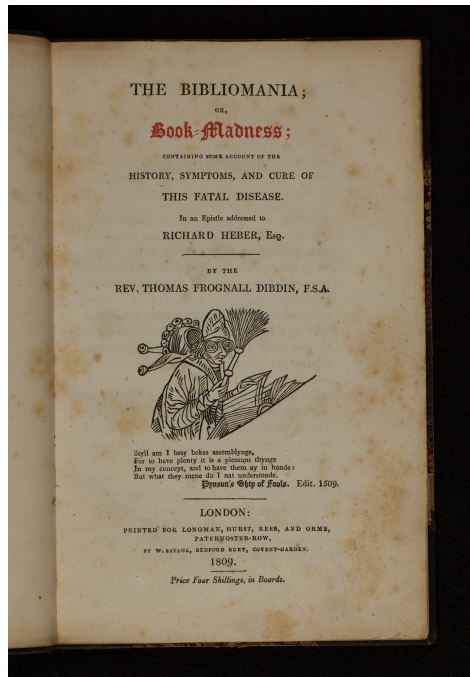 THE BIBLIOMANIA;
OR,
Book-Madness;
CONTAINING SOME ACCOUNT OF THE
HISTORY, SYMPTOMS, AND CURE OF
THIS FATAL DISEASE.
In an Epistle addressed to
RICHARD HEBER, Esq.
BY THE
REV. THOMAS FROGNALL DIBDIN, F.S.A.
Styll am I besy bokes assemblynge,
For to have plenty it is a pleasunt thynge
In my conceyt, and to have them ay in honde:
But what they mene do I nat understonde.
Pynson's Ship of Fools. Edit. 1509.
LONDON:
PRINTED FOR LONGMAN, HURST, REES, AND ORME,
PATERNOSTER-ROW,
BY W. SAVAGE, BEDFORD BURY, COVENT-GARDEN.
1809.
Price Four Shillings, in Boards.